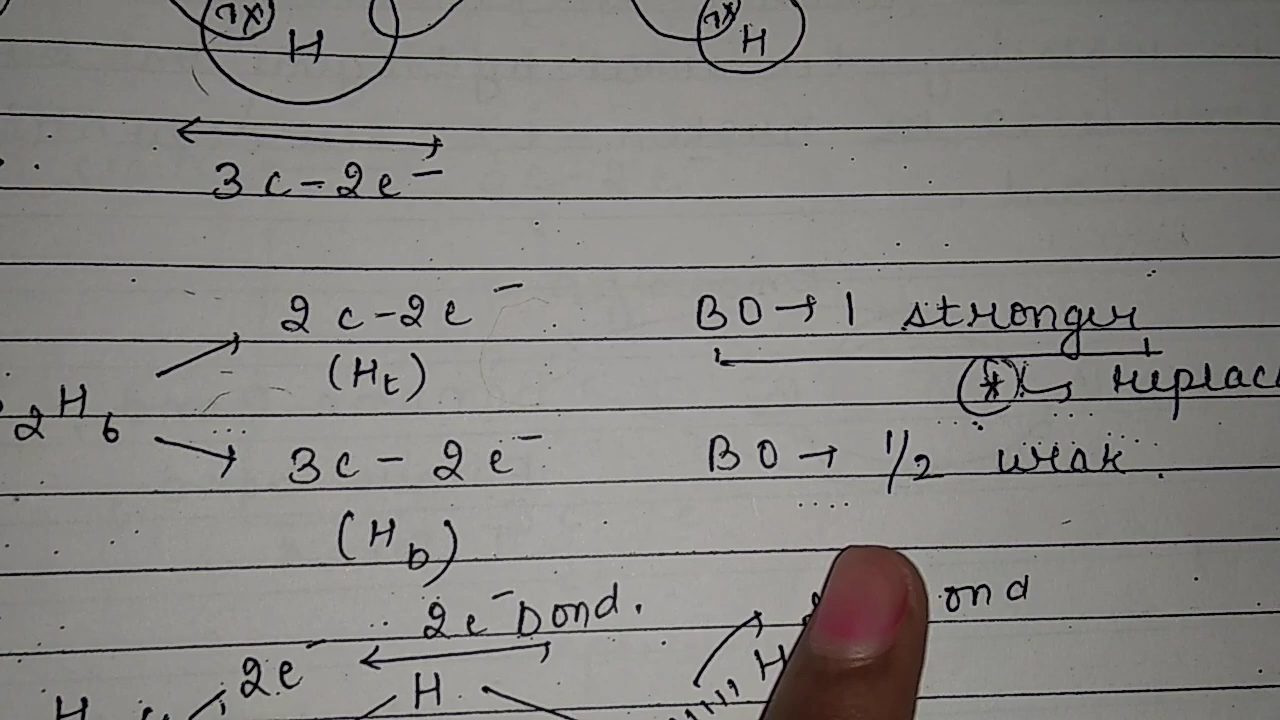 H H
3c-2e⁻
2c-2e⁻ BO → 1 stronger
(Ht) (*) ↳ replac
2H6
3c - 2e⁻ BO → 1/2 weak.
(Hb)
2e⁻ bond. ond
2e⁻ H H
H